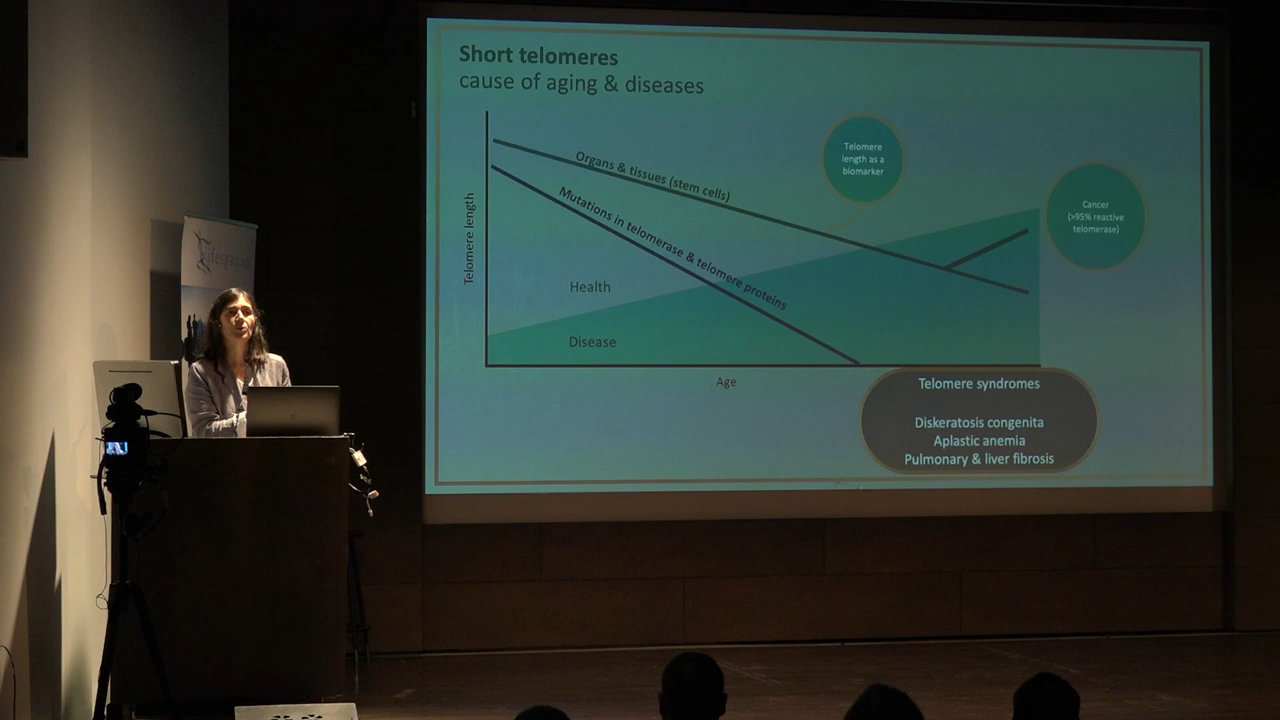 Short telomeres
cause of aging & diseases
Telomere length
Organs & tissues (stem cells)
Mutations in telomerase & telomere proteins
Health
Disease
Age
Telomere
length as a
biomarker
Cancer
(>95% reactive
telomerase)
Telomere syndromes
Diskeratosis congenita
Aplastic anemia
Pulmonary & liver fibrosis